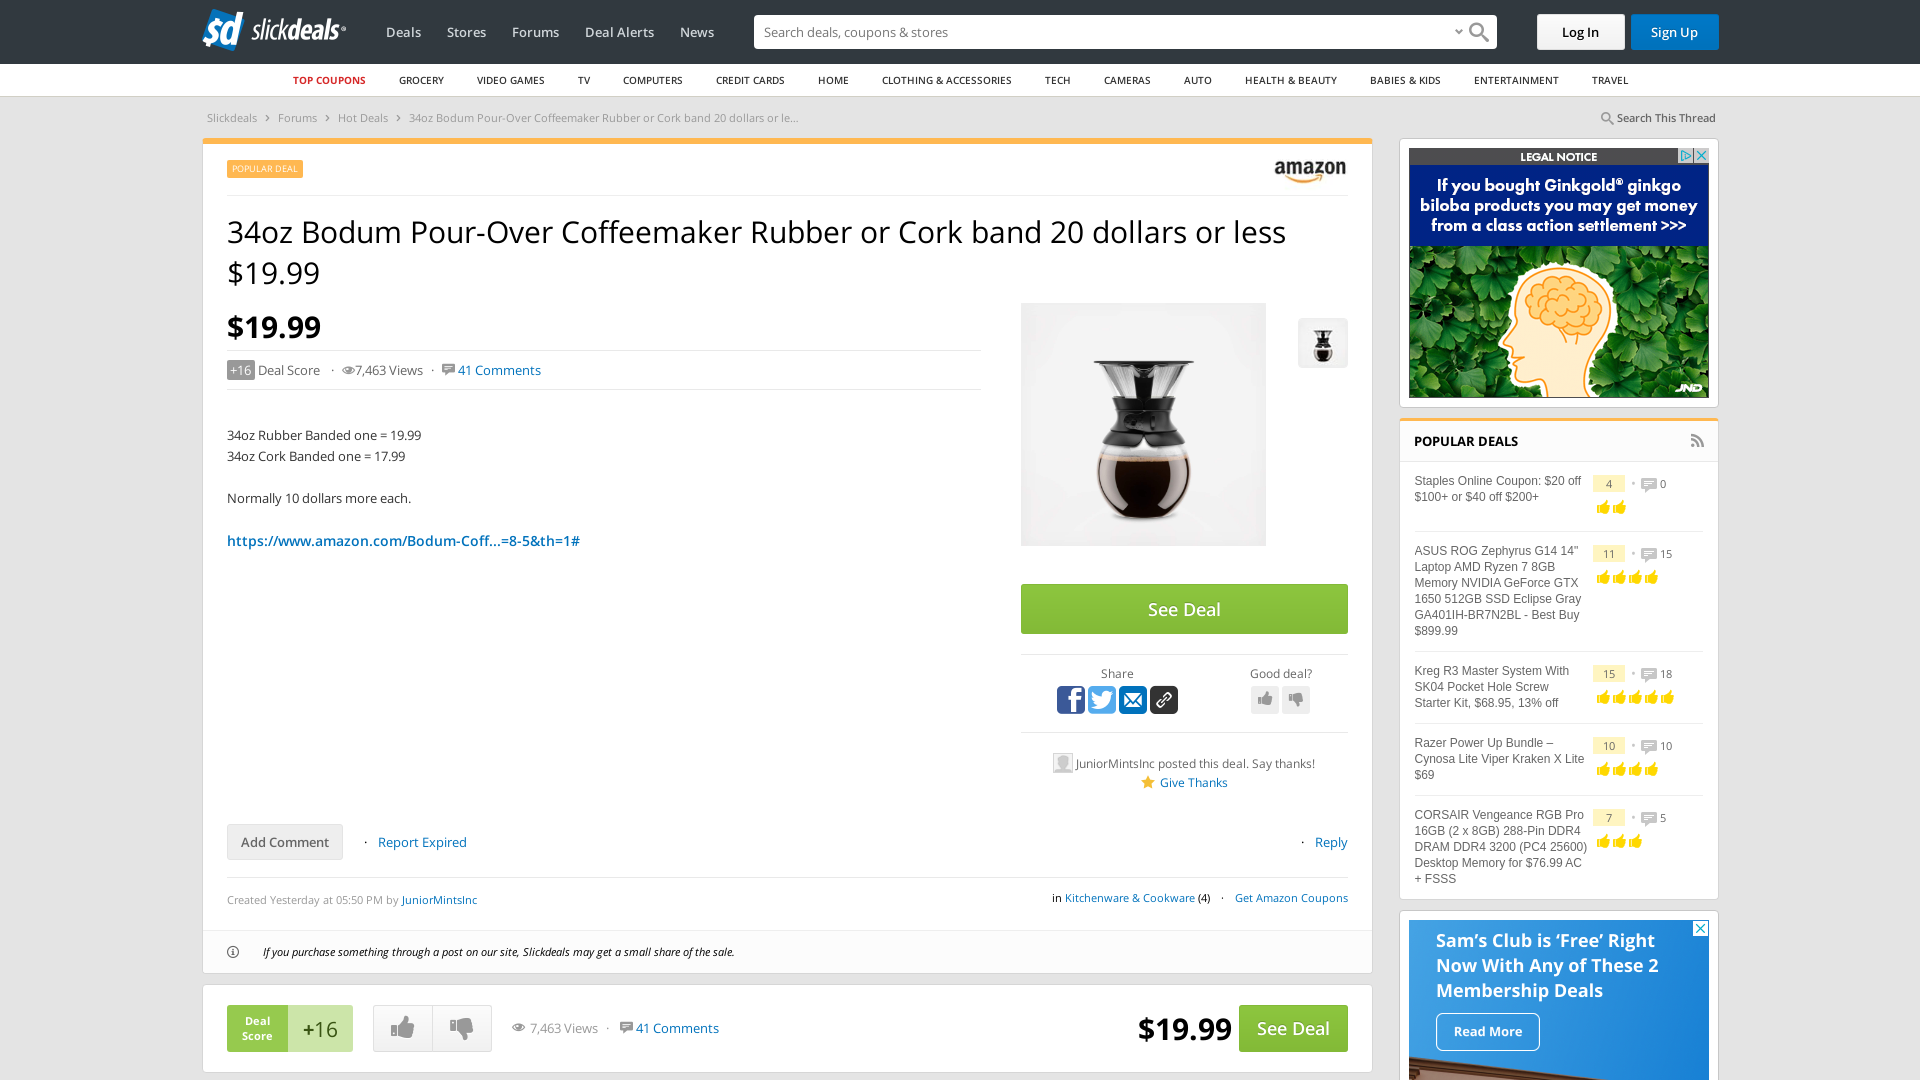 slickdeals
Deals
Stores
Forums
Deal Alerts
News
Search deals, coupons & stores
Log In
Sign Up
TOP COUPONS
GROCERY
VIDEO GAMES
TV
COMPUTERS
CREDIT CARDS
HOME
CLOTHING & ACCESSORIES
TECH
CAMERAS
AUTO
HEALTH & BEAUTY
BABIES & KIDS
ENTERTAINMENT
TRAVEL
Slickdeals › Forums › Hot Deals › 34oz Bodum Pour-Over Coffeemaker Rubber or Cork band 20 dollars or le...
Search This Thread
POPULAR DEAL
amazon
34oz Bodum Pour-Over Coffeemaker Rubber or Cork band 20 dollars or less
$19.99
$19.99
+16 Deal Score · 7,463 Views · 41 Comments
34oz Rubber Banded one = 19.99
34oz Cork Banded one = 17.99
Normally 10 dollars more each.
https://www.amazon.com/Bodum-Coff...=8-5&th=1#
See Deal
Share
Good deal?
JuniorMintsInc posted this deal. Say thanks!
Give Thanks
Add Comment · Report Expired
· Reply
Created Yesterday at 05:50 PM by JuniorMintsInc
in Kitchenware & Cookware (4) · Get Amazon Coupons
If you purchase something through a post on our site, Slickdeals may get a small share of the sale.
Deal
Score
+16
7,463 Views · 41 Comments
$19.99
See Deal
LEGAL NOTICE
If you bought Ginkgold® ginkgo
biloba products you may get money
from a class action settlement >>>
JND
POPULAR DEALS
Staples Online Coupon: $20 off
$100+ or $40 off $200+
4 • 0
ASUS ROG Zephyrus G14 14"
Laptop AMD Ryzen 7 8GB
Memory NVIDIA GeForce GTX
1650 512GB SSD Eclipse Gray
GA401IH-BR7N2BL - Best Buy
$899.99
11 • 15
Kreg R3 Master System With
SK04 Pocket Hole Screw
Starter Kit, $68.95, 13% off
15 • 18
Razer Power Up Bundle –
Cynosa Lite Viper Kraken X Lite
$69
10 • 10
CORSAIR Vengeance RGB Pro
16GB (2 x 8GB) 288-Pin DDR4
DRAM DDR4 3200 (PC4 25600)
Desktop Memory for $76.99 AC
+ FSSS
7 • 5
Sam's Club is ‘Free’ Right
Now With Any of These 2
Membership Deals
Read More